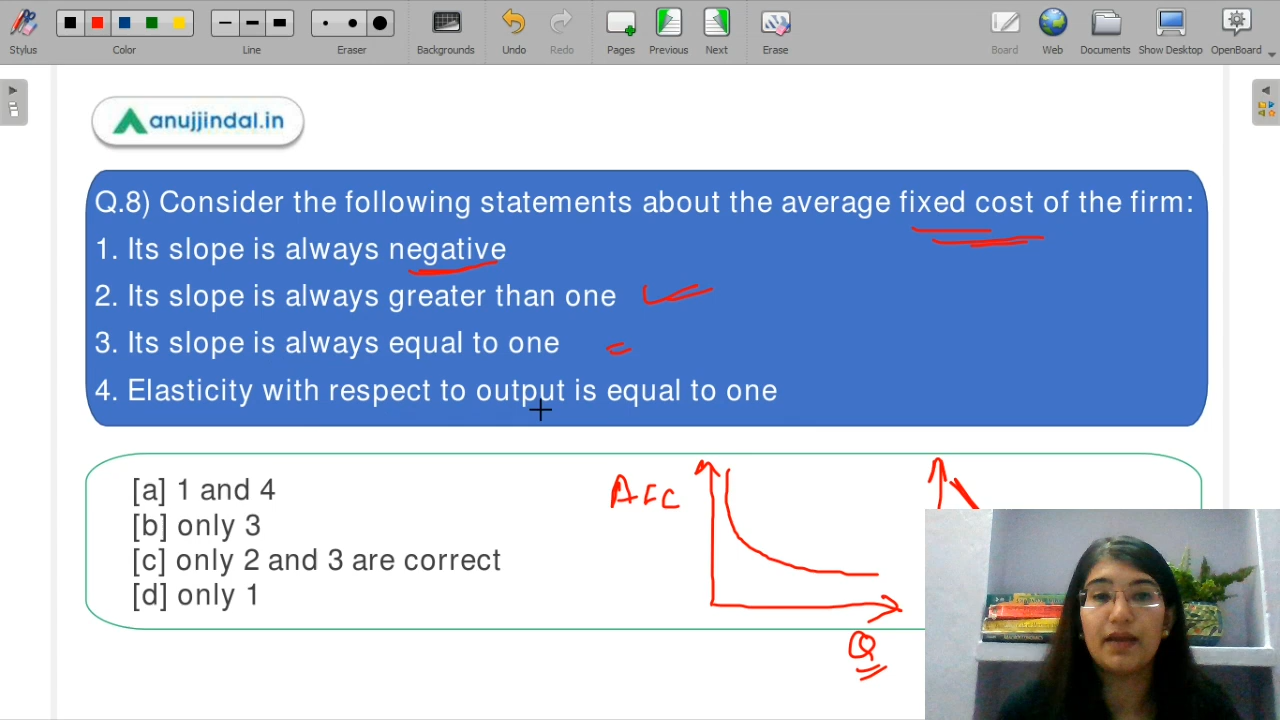 Stylus
Color
Line
Eraser
Backgrounds
Undo
Redo
Pages
Previous
Next
Erase
Board
Web
Documents
Show Desktop
OpenBoard
anujjindal.in
Q.8) Consider the following statements about the average fixed cost of the firm:
1. Its slope is always negative
2. Its slope is always greater than one
3. Its slope is always equal to one
4. Elasticity with respect to output is equal to one
[a] 1 and 4
[b] only 3
[c] only 2 and 3 are correct
[d] only 1
AFC
Q